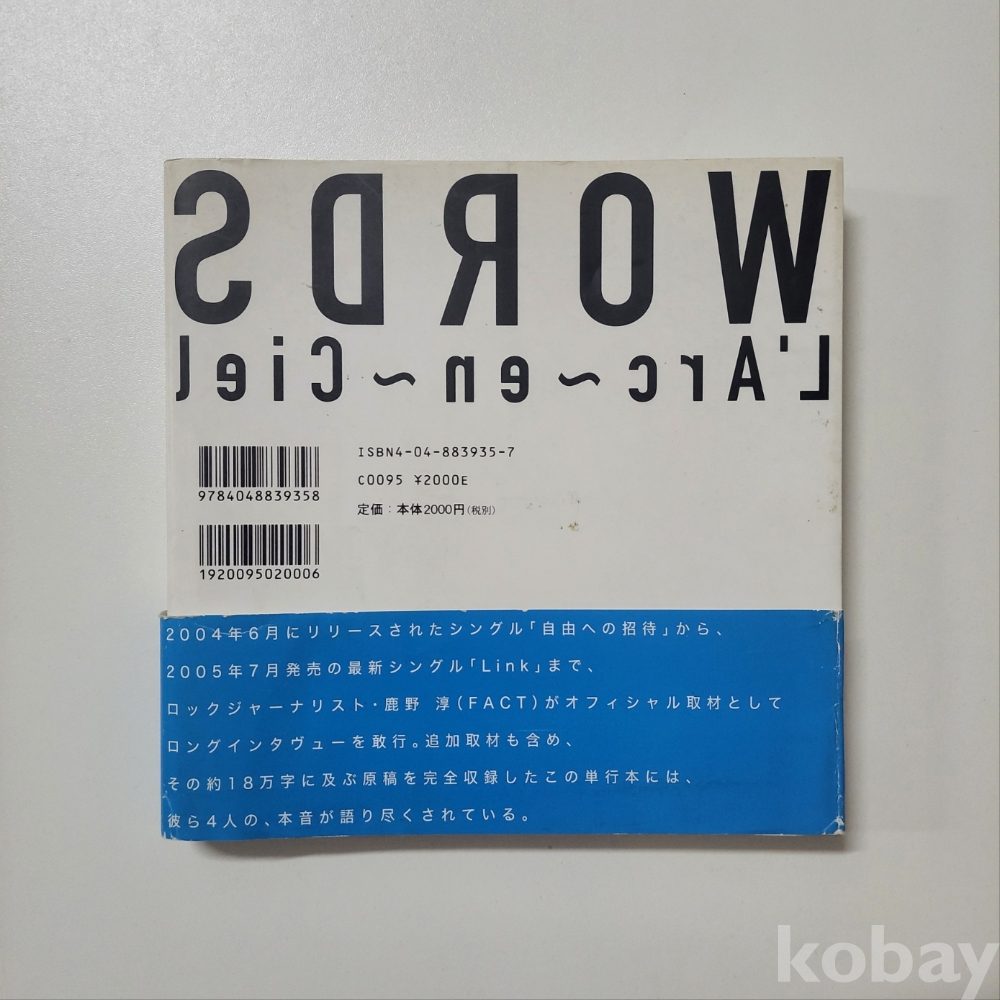 WORDS
L'Arc~en~Ciel
ISBN4-04-883935-7
C0095 ¥2000E
定価:本体2000円(税別)
9784048839358
1920095020006
2004年6月にリリースされたシングル「自由への招待」から、
2005年7月発売の最新シングル「Link」まで、
ロックジャーナリスト・鹿野 淳(FACT)がオフィシャル取材として
ロングインタヴューを敢行。追加取材も含め、
その約18万字に及ぶ原稿を完全収録したこの単行本には、
彼ら4人の、本音が語り尽くされている。
kobay